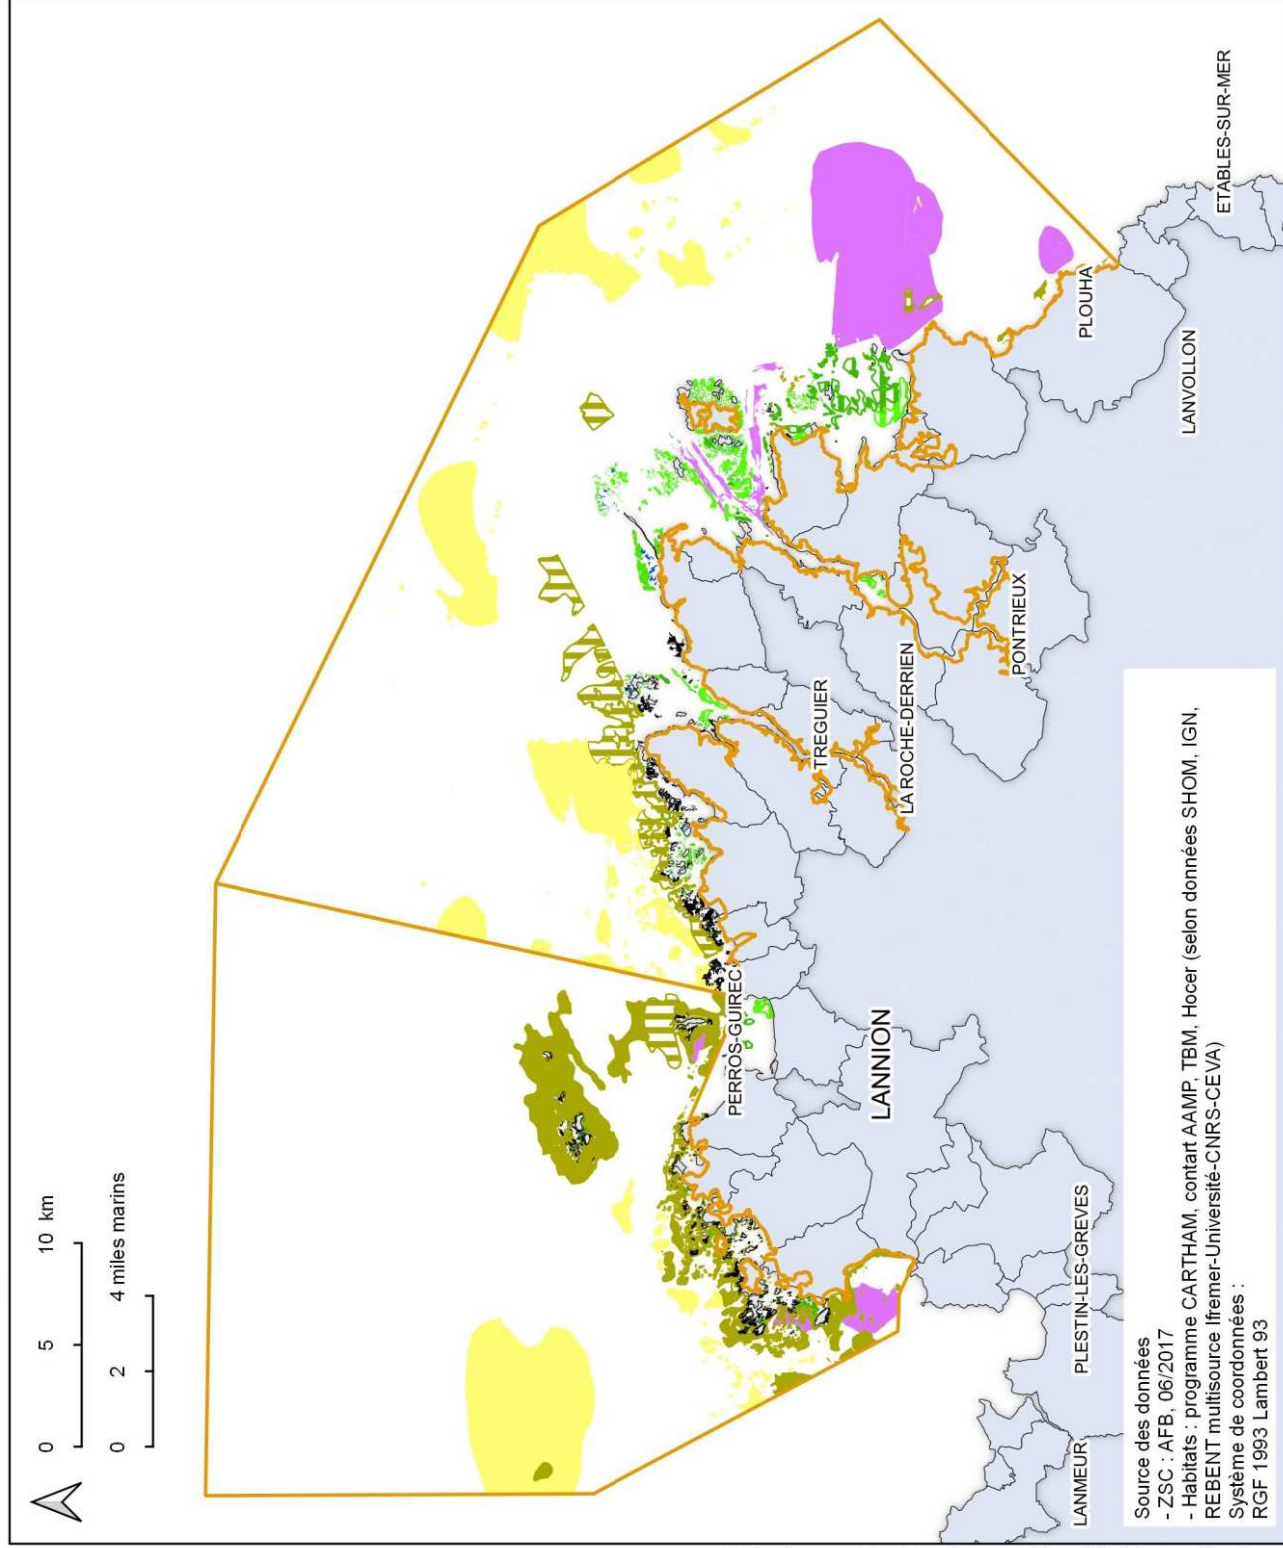 0 5 10 km
0 2 4 miles marins
PERROS-GUIREC
LANNION
TREGUIER
LA ROCHE-DERRIEN
PONTRIEUX
PLOUHA
LANVOLLON
ETABLES-SUR-MER
PLESTIN-LES-GREVES
LANMEUR
Source des données
- ZSC : AFB, 06/2017
- Habitats : programme CARTHAM, contart AAMP, TBM, Hocer (selon données SHOM, IGN,
REBENT multisource Ifremer-Université-CNRS-CEVA)
Système de coordonnées :
RGF 1993 Lambert 93